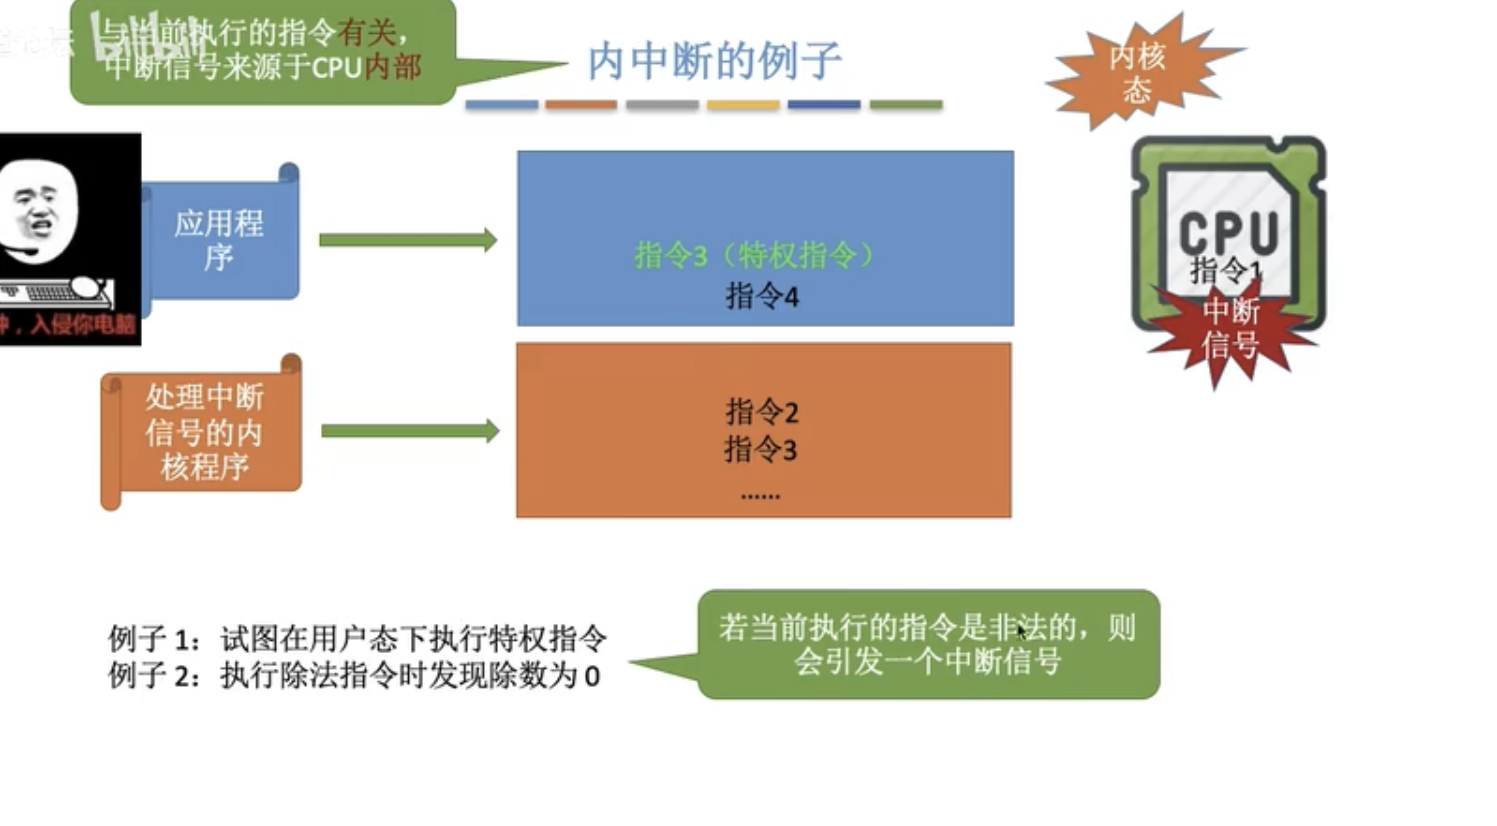 与当前执行的指令有关，
中断信号来源于CPU内部
bilibili
内中断的例子
内核
态
应用程
序
指令3（特权指令）
指令4
CPU
指令1
中断
信号
，入侵你电脑
处理中断
信号的内
核程序
指令2
指令3
......
例子 1：试图在用户态下执行特权指令
例子 2：执行除法指令时发现除数为 0
若当前执行的指令是非法的，则
会引发一个中断信号